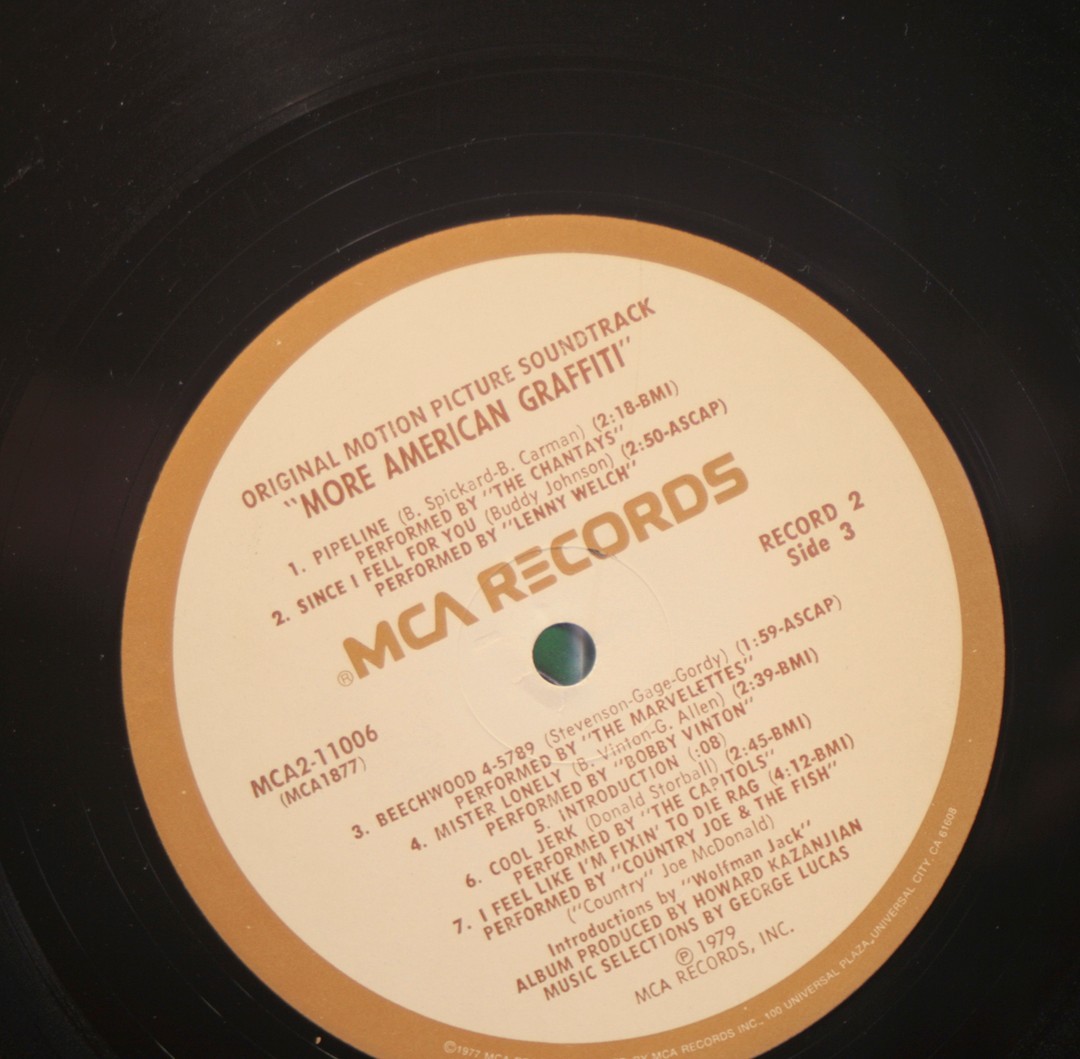 ORIGINAL MOTION PICTURE SOUNDTRACK
"MORE AMERICAN GRAFFITI"
1. PIPELINE (B. Spickard-B. Carman) (2:18-BMI)
PERFORMED BY "THE CHANTAYS"
2. SINCE I FELL FOR YOU (Buddy Johnson) (2:50-ASCAP)
PERFORMED BY "LENNY WELCH"
®MCA RECORDS
RECORD 2
Side 3
MCA2-11006
(MCA1877)
3. BEECHWOOD 4-5789 (Stevenson-Gage-Gordy) (1:59-ASCAP)
PERFORMED BY "THE MARVELETTES"
4. MISTER LONELY (B. Vinton-G. Allen) (2:39-BMI)
PERFORMED BY "BOBBY VINTON"
5. INTRODUCTION (:08)
6. COOL JERK (Donald Storball) (2:45-BMI)
PERFORMED BY "THE CAPITOLS"
7. I FEEL LIKE I'M FIXIN' TO DIE RAG (4:12-BMI)
PERFORMED BY "COUNTRY JOE & THE FISH"
("Country" Joe McDonald)
Introductions by "Wolfman Jack"
ALBUM PRODUCED BY HOWARD KAZANJIAN
MUSIC SELECTIONS BY GEORGE LUCAS
℗ 1979
MCA RECORDS, INC.
©1977 MCA BY MCA RECORDS INC., 100 UNIVERSAL PLAZA, UNIVERSAL CITY, CA 61608